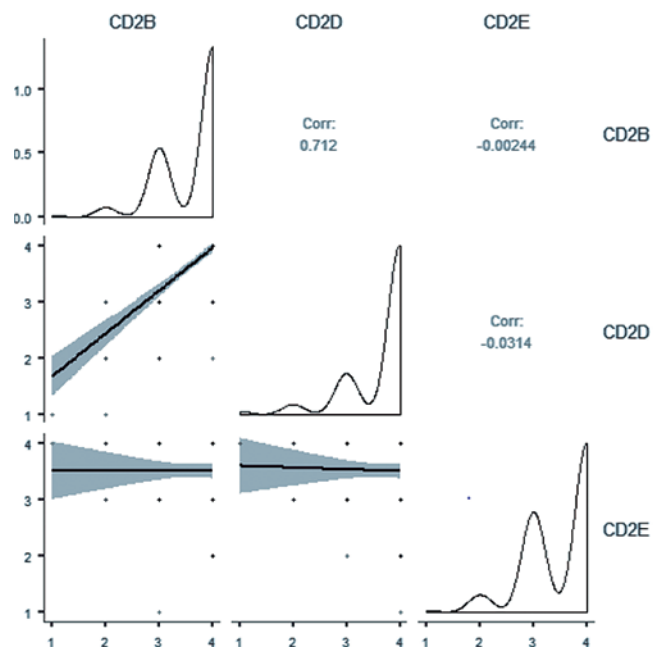 CD2B CD2D CD2E
1.0
0.5
0.0
Corr:
0.712
Corr:
-0.00244
CD2B
4
3
2
1
Corr:
-0.0314
CD2D
4
3
2
1
CD2E
1 2 3 4 1 2 3 4 1 2 3 4